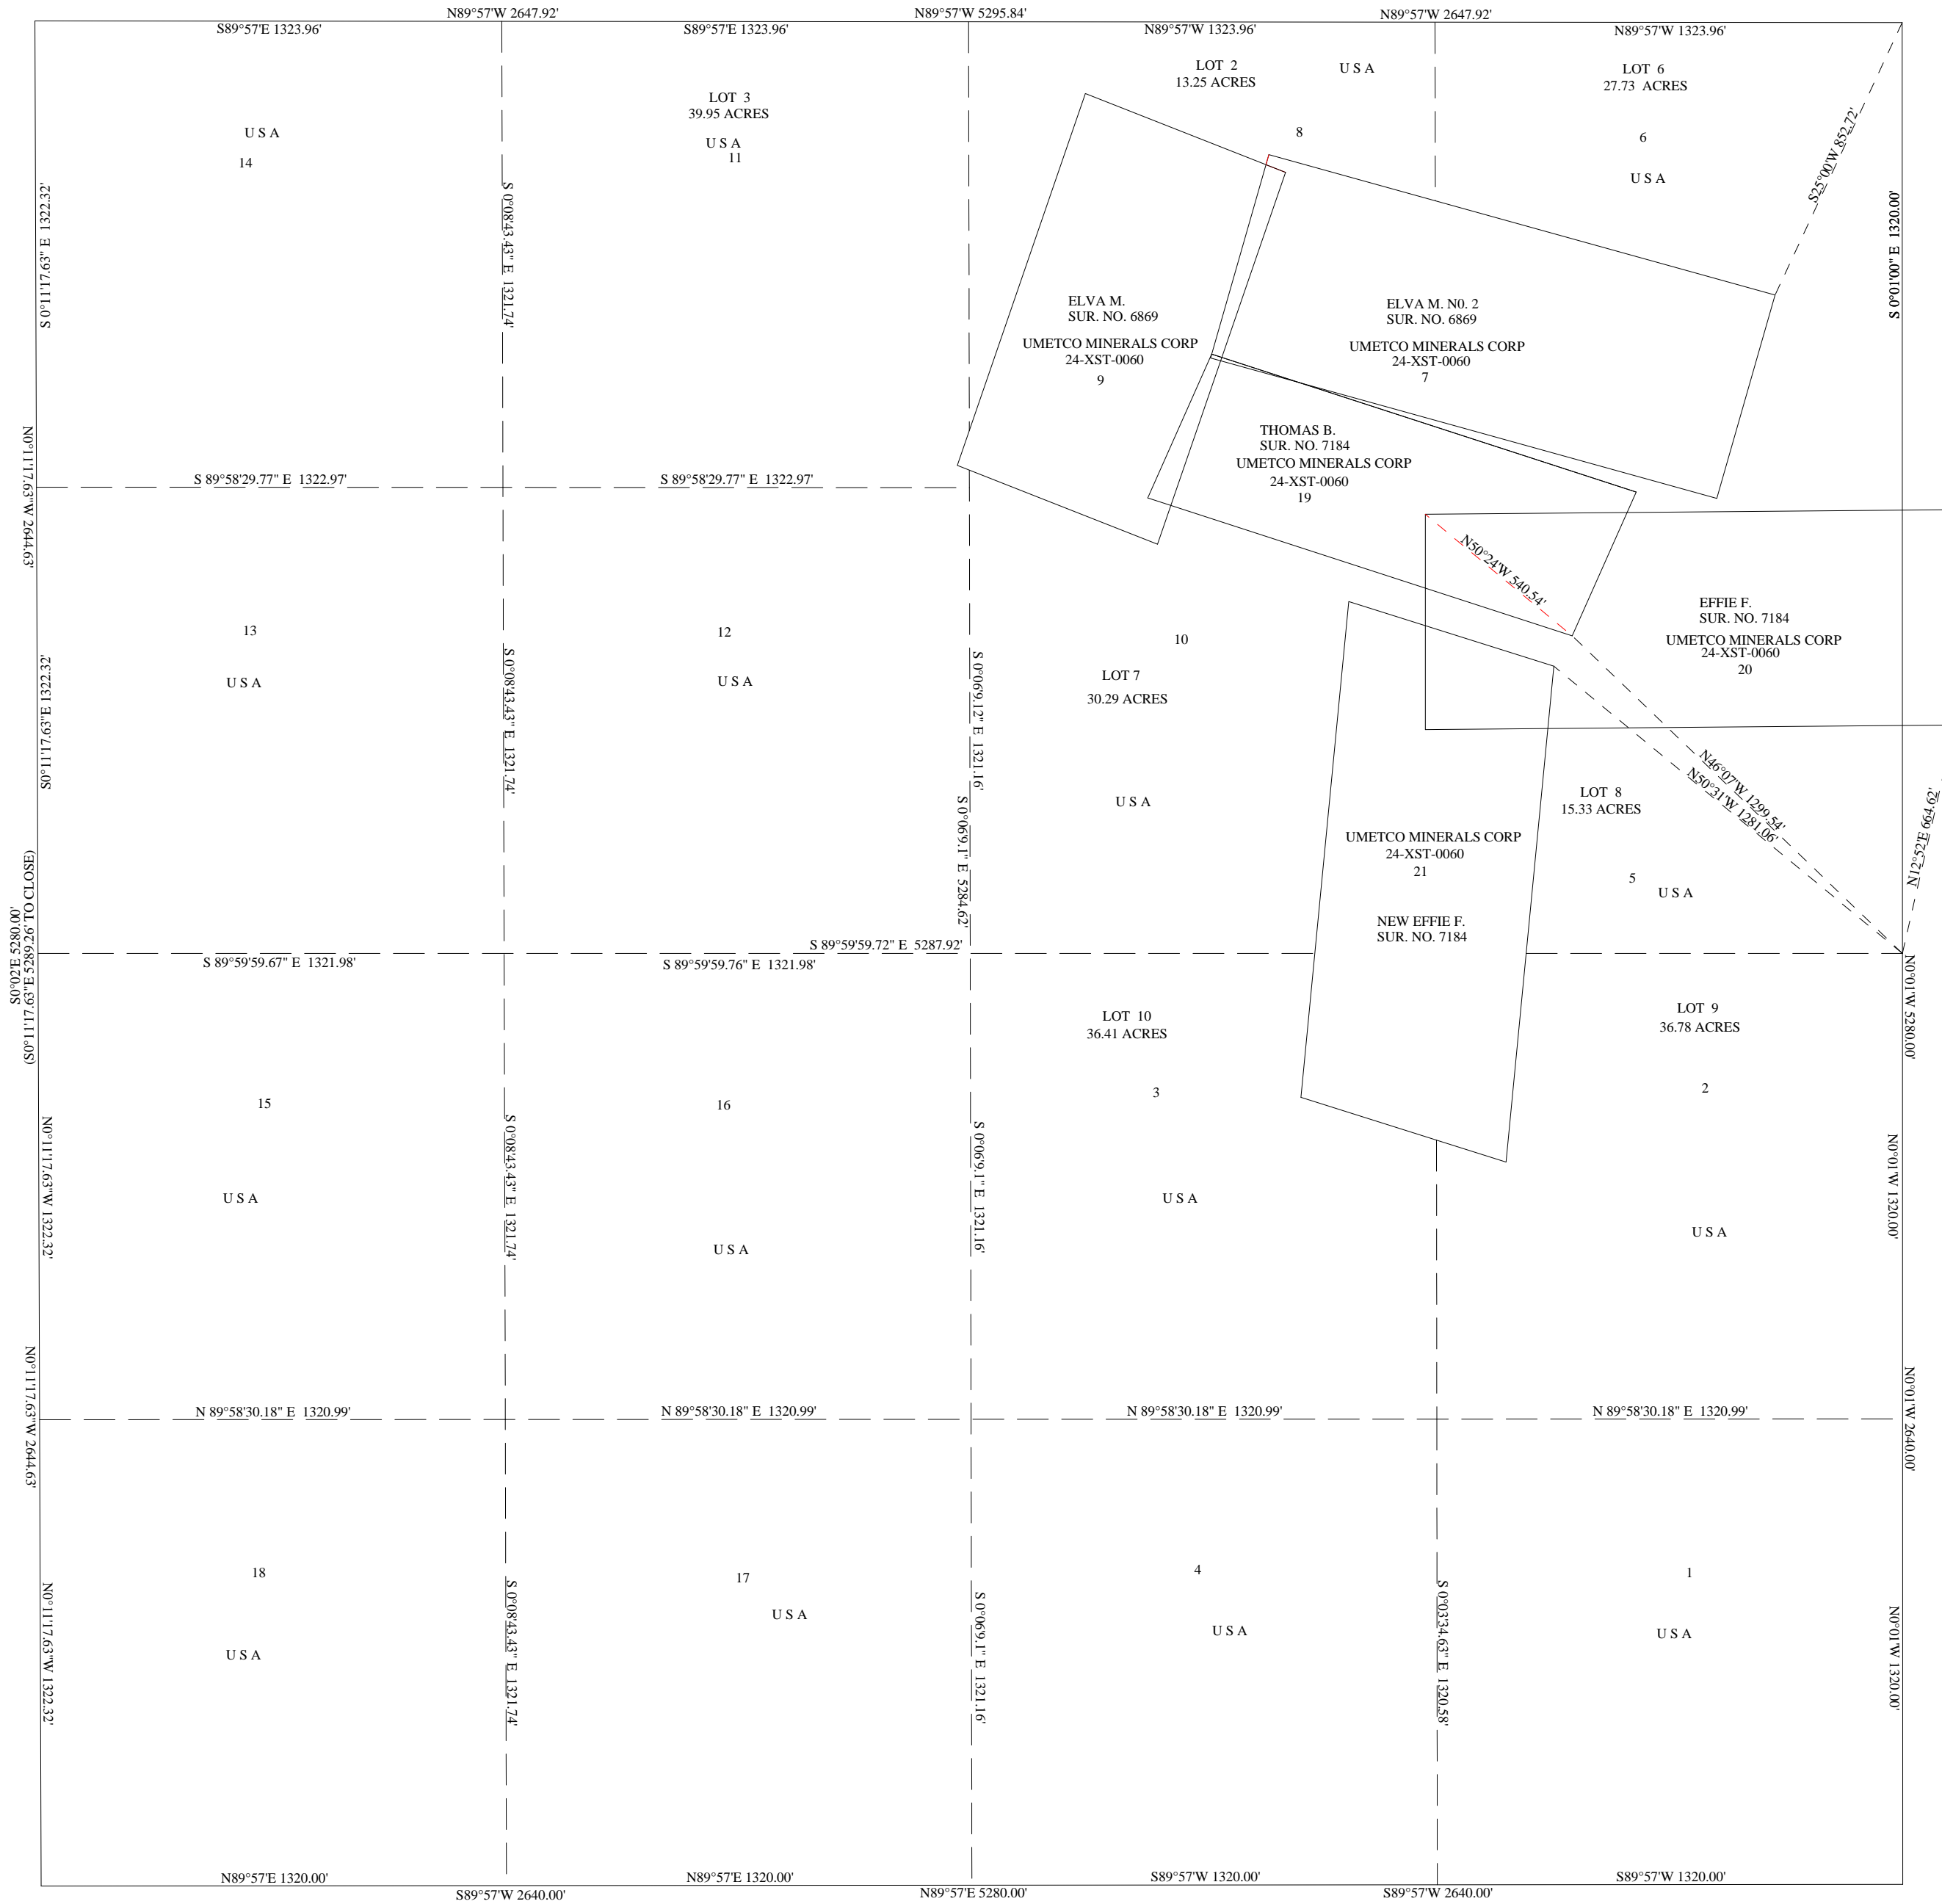 N89°57'W 2647.92'
N89°57'W 5295.84'
N89°57'W 2647.92'
S89°57'E 1323.96'
S89°57'E 1323.96'
N89°57'W 1323.96'
N89°57'W 1323.96'
LOT 2
13.25 ACRES
U S A
8
LOT 6
27.73 ACRES
6
U S A
S25°00'W 852.72'
LOT 3
39.95 ACRES
U S A
11
U S A
14
S 0°11'17.63" E 1322.32'
S 0°08'43.43" E 1321.74'
S 0°01'00" E 1320.00'
ELVA M.
SUR. NO. 6869
UMETCO MINERALS CORP
24-XST-0060
9
ELVA M. N0. 2
SUR. NO. 6869
UMETCO MINERALS CORP
24-XST-0060
7
THOMAS B.
SUR. NO. 7184
UMETCO MINERALS CORP
24-XST-0060
19
N0°11'17.63"W 2644.63'
S 89°58'29.77" E 1322.97'
S 89°58'29.77" E 1322.97'
N50°24'W 540.54'
EFFIE F.
SUR. NO. 7184
UMETCO MINERALS CORP
24-XST-0060
20
13
U S A
12
U S A
10
LOT 7
30.29 ACRES
U S A
S0°11'17.63"E 1322.32'
S 0°08'43.43" E 1321.74'
S 0°06'9.12" E 1321.16'
S 0°06'9.1" E 5284.62'
N46°07'W 1299.54'
N50°31'W 1281.06'
N12°52'E 664.62'
LOT 8
15.33 ACRES
5
U S A
UMETCO MINERALS CORP
24-XST-0060
21
NEW EFFIE F.
SUR. NO. 7184
(S0°11'17.63"E 5289.26' TO CLOSE)
S0°02'E 5280.00'
S 89°59'59.72" E 5287.92'
S 89°59'59.67" E 1321.98'
S 89°59'59.76" E 1321.98'
N0°01'W 5280.00'
LOT 10
36.41 ACRES
3
U S A
LOT 9
36.78 ACRES
2
U S A
15
U S A
16
U S A
N0°11'17.63"W 1322.32'
S 0°08'43.43" E 1321.74'
S 0°06'9.1" E 1321.16'
N0°01'W 1320.00'
N0°11'17.63"W 2644.63'
N 89°58'30.18" E 1320.99'
N 89°58'30.18" E 1320.99'
N 89°58'30.18" E 1320.99'
N 89°58'30.18" E 1320.99'
N0°01'W 2640.00'
18
U S A
17
U S A
4
U S A
1
U S A
N0°11'17.63"W 1322.32'
S 0°08'43.43" E 1321.74'
S 0°06'9.1" E 1321.16'
S 0°03'34.63" E 1320.58'
N0°01'W 1320.00'
N89°57'E 1320.00'
N89°57'E 1320.00'
S89°57'W 1320.00'
S89°57'W 1320.00'
S89°57'W 2640.00'
N89°57'E 5280.00'
S89°57'W 2640.00'